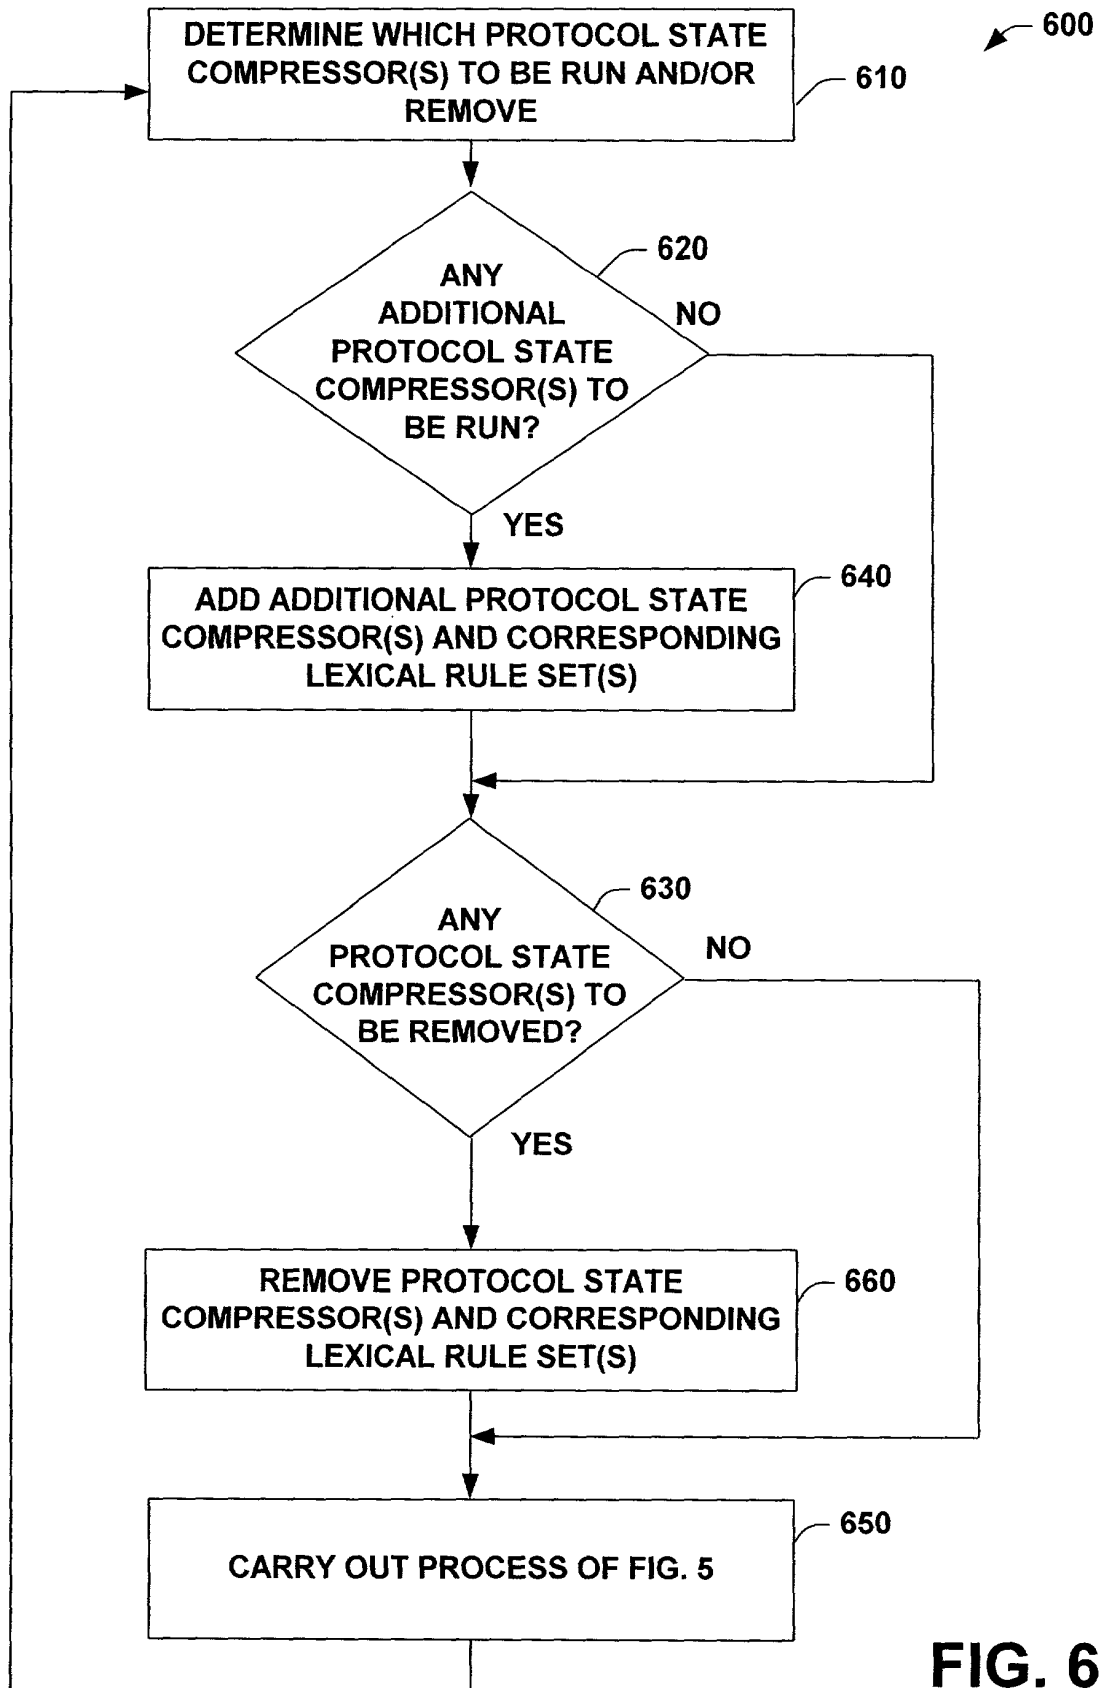 600
DETERMINE WHICH PROTOCOL STATE
COMPRESSOR(S) TO BE RUN AND/OR
REMOVE
610
620
ANY
ADDITIONAL
PROTOCOL STATE
COMPRESSOR(S) TO
BE RUN?
NO
YES
640
ADD ADDITIONAL PROTOCOL STATE
COMPRESSOR(S) AND CORRESPONDING
LEXICAL RULE SET(S)
630
ANY
PROTOCOL STATE
COMPRESSOR(S) TO
BE REMOVED?
NO
YES
REMOVE PROTOCOL STATE
COMPRESSOR(S) AND CORRESPONDING
LEXICAL RULE SET(S)
660
650
CARRY OUT PROCESS OF FIG. 5
FIG. 6